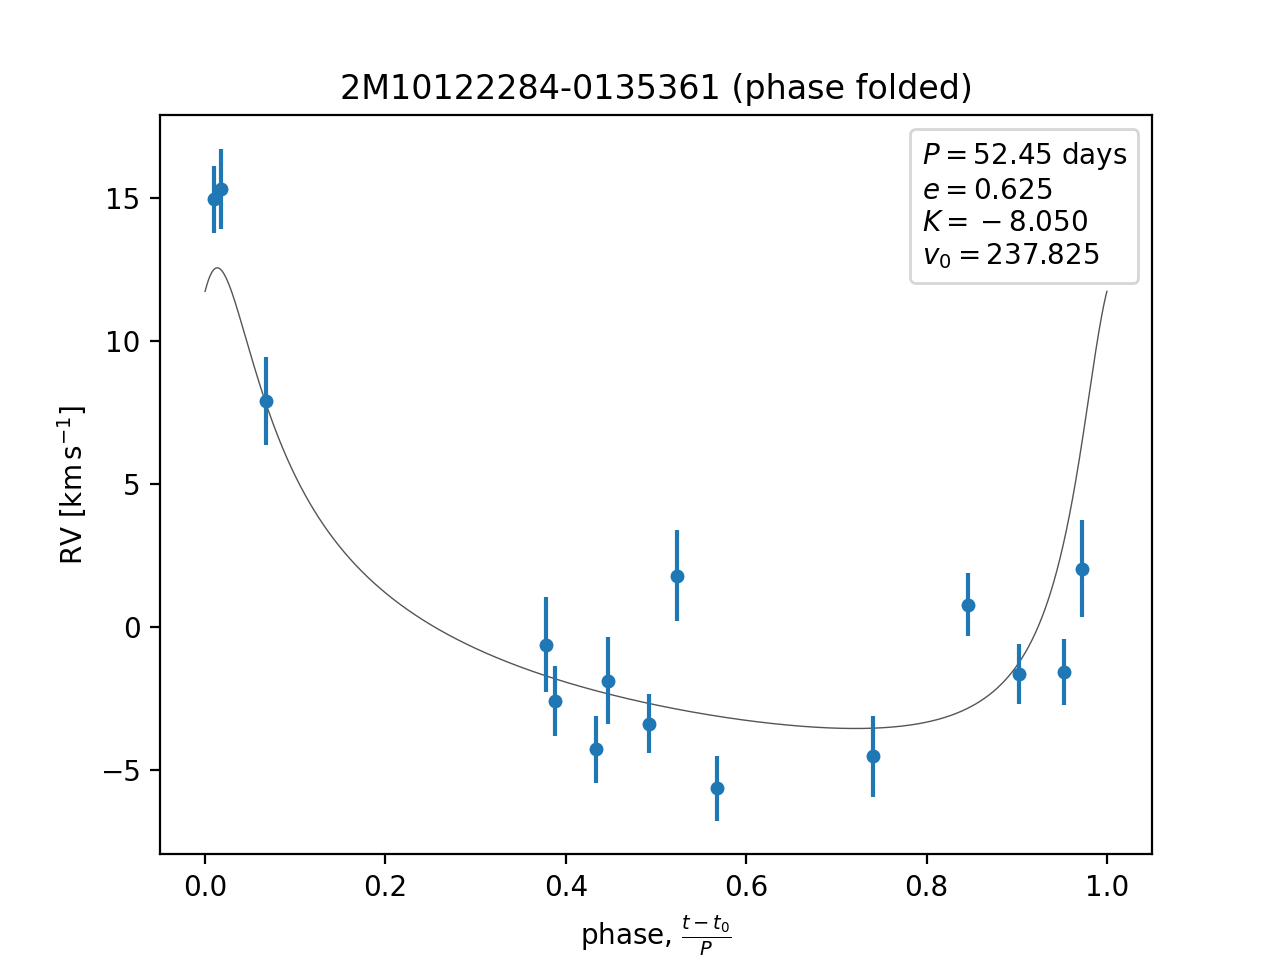 2M10122284-0135361 (phase folded)
P = 52.45 days
e = 0.625
K = −8.050
v₀ = 237.825
RV [km s⁻¹]
15
10
5
0
−5
0.0 0.2 0.4 0.6 0.8 1.0
phase, (t − t₀)/P